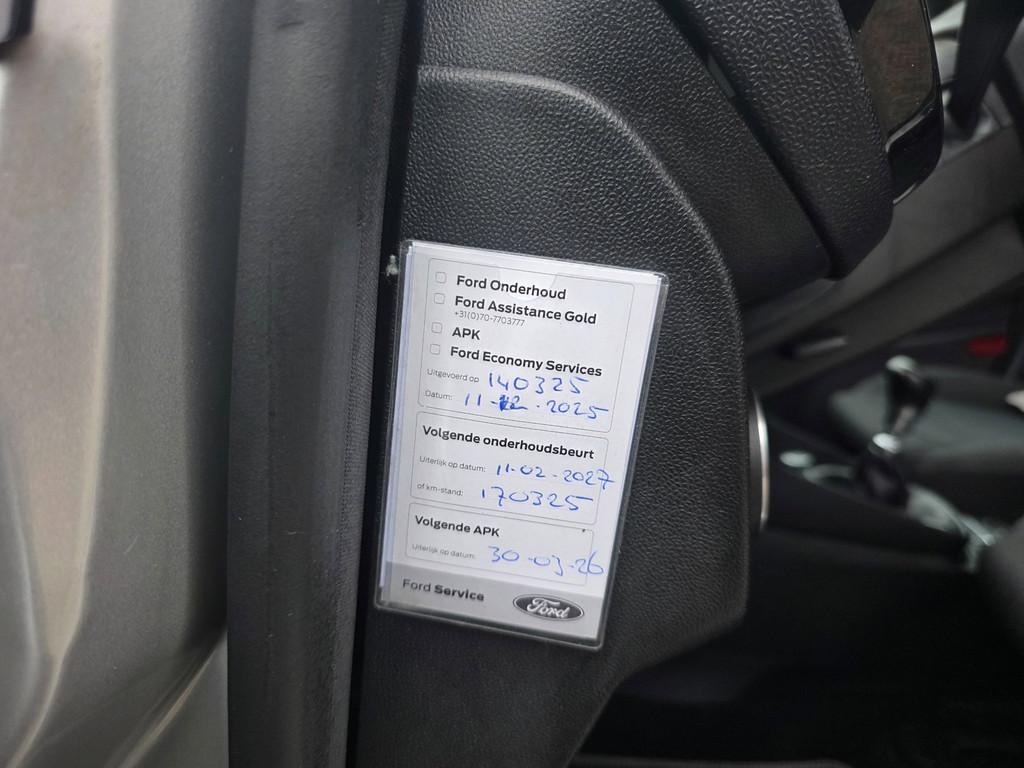 Ford Onderhoud
Ford Assistance Gold
+31(0)70-7703777
APK
Ford Economy Services
Uitgevoerd op 140325
Datum: 11-12-2025
Volgende onderhoudsbeurt
Uiterlijk op datum: 11-02-2027
of km-stand: 170325
Volgende APK
Uiterlijk op datum: 30-03-26
Ford Service
Ford